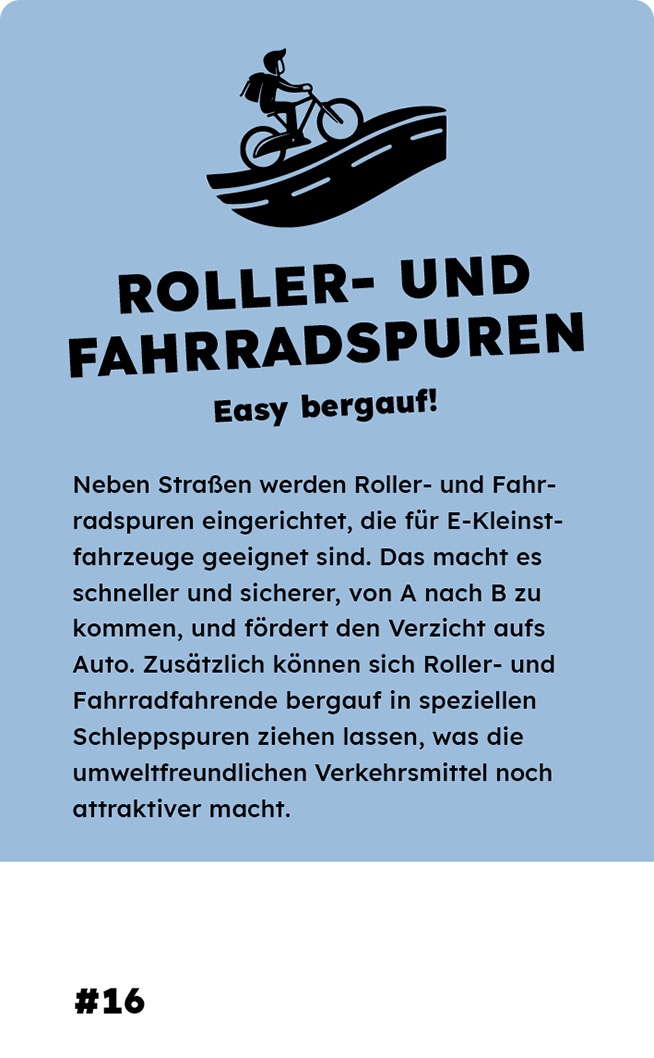 ROLLER- UND
FAHRRADSPUREN
Easy bergauf!
Neben Straßen werden Roller- und Fahr-
radspuren eingerichtet, die für E-Kleinst-
fahrzeuge geeignet sind. Das macht es
schneller und sicherer, von A nach B zu
kommen, und fördert den Verzicht aufs
Auto. Zusätzlich können sich Roller- und
Fahrradfahrende bergauf in speziellen
Schleppspuren ziehen lassen, was die
umweltfreundlichen Verkehrsmittel noch
attraktiver macht.
#16